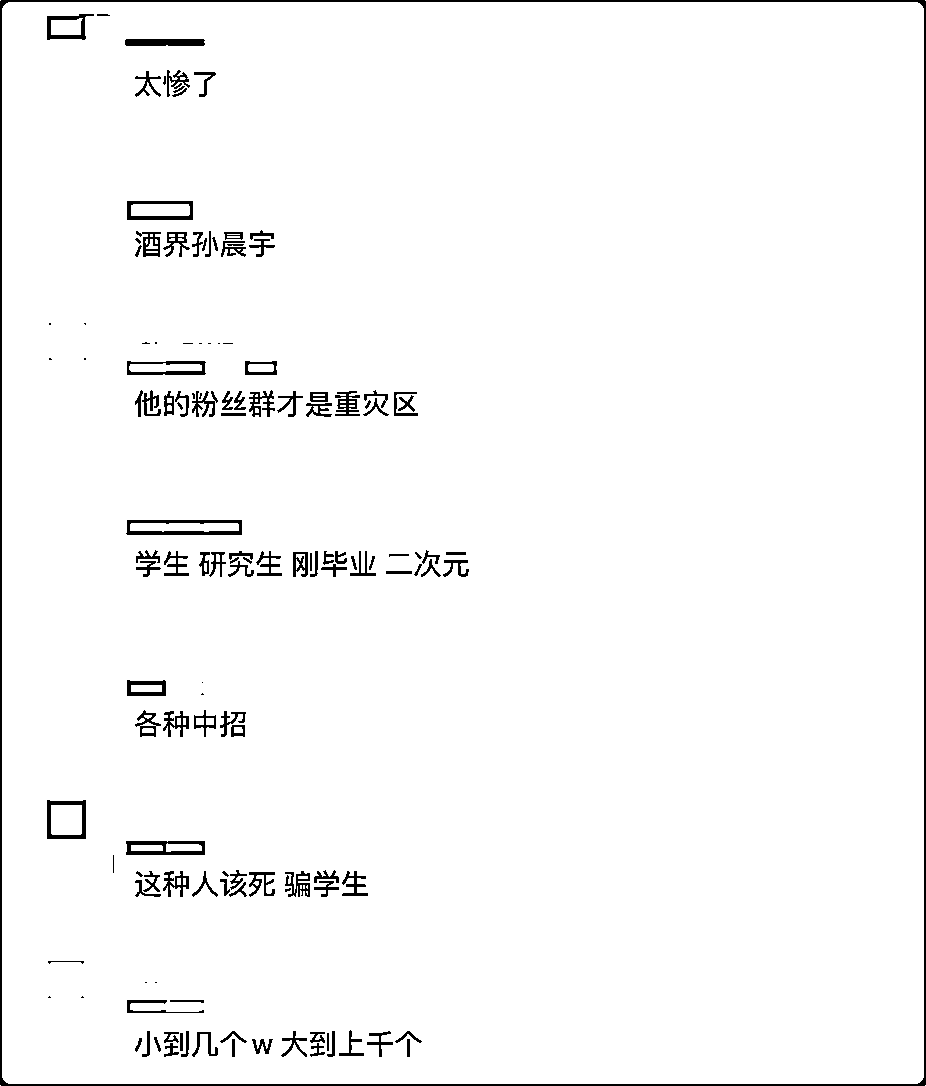 太惨了
酒界孙晨宇
他的粉丝群才是重灾区
学生 研究生 刚毕业 二次元
各种中招
这种人该死 骗学生
小到几个w 大到上千个